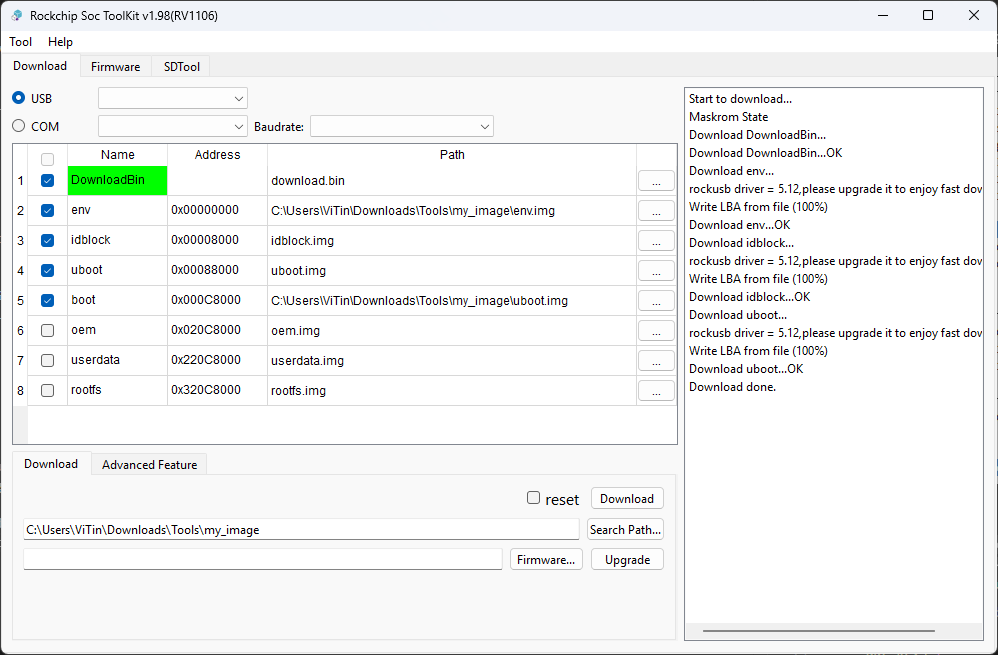 Rockchip Soc ToolKit v1.98(RV1106)
Tool Help
Download Firmware SDTool
USB
COM Baudrate:
Name Address Path
1 DownloadBin download.bin ...
2 env 0x00000000 C:\Users\ViTin\Downloads\Tools\my_image\env.img ...
3 idblock 0x00008000 idblock.img ...
4 uboot 0x00088000 uboot.img ...
5 boot 0x000C8000 C:\Users\ViTin\Downloads\Tools\my_image\uboot.img ...
6 oem 0x020C8000 oem.img ...
7 userdata 0x220C8000 userdata.img ...
8 rootfs 0x320C8000 rootfs.img ...
Download Advanced Feature
reset Download
C:\Users\ViTin\Downloads\Tools\my_image Search Path...
Firmware... Upgrade
Start to download...
Maskrom State
Download DownloadBin...
Download DownloadBin...OK
Download env...
rockusb driver = 5.12,please upgrade it to enjoy fast dow
Write LBA from file (100%)
Download env...OK
Download idblock...
rockusb driver = 5.12,please upgrade it to enjoy fast dow
Write LBA from file (100%)
Download idblock...OK
Download uboot...
rockusb driver = 5.12,please upgrade it to enjoy fast dow
Write LBA from file (100%)
Download uboot...OK
Download done.